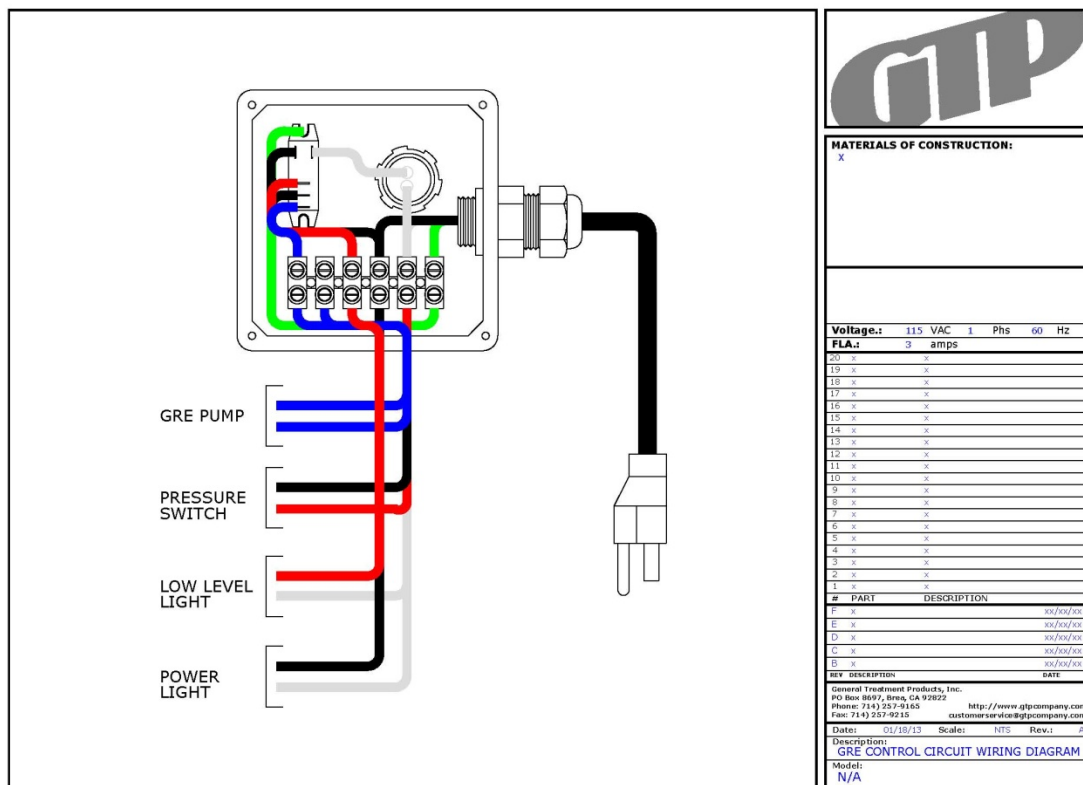 GTP
GRE PUMP
PRESSURE
SWITCH
LOW LEVEL
LIGHT
POWER
LIGHT
MATERIALS OF CONSTRUCTION:
X
Voltage.: 115 VAC 1 Phs 60 Hz
FLA.: 3 amps
20 x x
19 x x
18 x x
17 x x
16 x x
15 x x
14 x x
13 x x
12 x x
11 x x
10 x x
9 x x
8 x x
7 x x
6 x x
5 x x
4 x x
3 x x
2 x x
1 x x
# PART DESCRIPTION
F x xx/xx/xx
E x xx/xx/xx
D x xx/xx/xx
C x xx/xx/xx
B x xx/xx/xx
REV DESCRIPTION DATE
General Treatment Products, Inc.
PO Box 8697, Brea, CA 92822
Phone: 714) 257-9165 http://www.gtpcompany.com
Fax: 714) 257-9215 customerservice@gtpcompany.com
Date: 01/18/13 Scale: NTS Rev.: A
Description:
GRE CONTROL CIRCUIT WIRING DIAGRAM
Model:
N/A